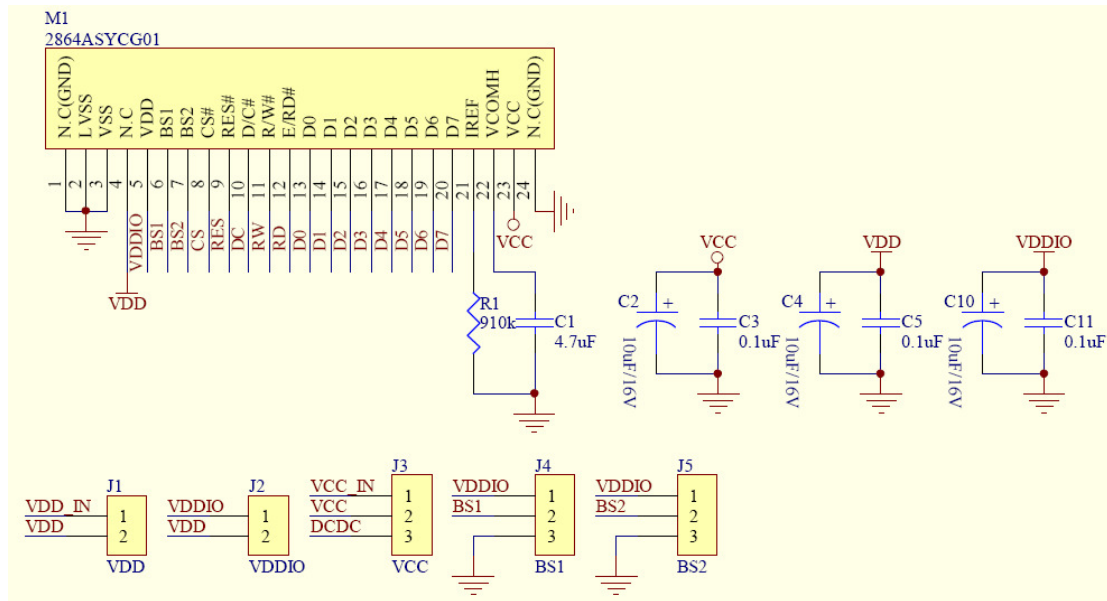 M1
2864ASYCG01
N.C(GND)
LVSS
VSS
N.C
VDD
BS1
BS2
CS#
RES#
D/C#
R/W#
E/RD#
D0
D1
D2
D3
D4
D5
D6
D7
IREF
VCOMH
VCC
N.C(GND)
1
2
3
4
5
6
7
8
9
10
11
12
13
14
15
16
17
18
19
20
21
22
23
24
VDDIO
BS1
BS2
CS
RES
DC
RW
RD
D0
D1
D2
D3
D4
D5
D6
D7
VCC
VDD
R1
910k
C1
4.7uF
VCC
C2
+
10uF/16V
C3
0.1uF
VDD
C4
+
10uF/16V
C5
0.1uF
VDDIO
C10
+
10uF/16V
C11
0.1uF
J1
VDD_IN
1
VDD
2
VDD
J2
VDDIO
1
VDD
2
VDDIO
J3
VCC_IN
1
VCC
2
DCDC
3
VCC
J4
VDDIO
1
BS1
2
3
BS1
J5
VDDIO
1
BS2
2
3
BS2